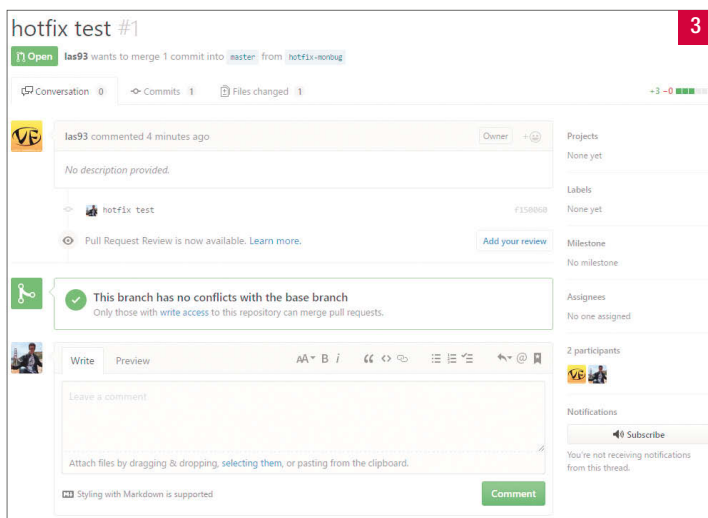 hotfix test #1
3
Open las93 wants to merge 1 commit into master from hotfix-monbug
Conversation 0 Commits 1 Files changed 1
+3 −0
VF
las93 commented 4 minutes ago Owner
No description provided.
hotfix test f150060
Pull Request Review is now available. Learn more. Add your review
This branch has no conflicts with the base branch
Only those with write access to this repository can merge pull requests.
Write Preview AA B i
Leave a comment
Attach files by dragging & dropping, selecting them, or pasting from the clipboard.
Styling with Markdown is supported
Comment
Projects
None yet
Labels
None yet
Milestone
No milestone
Assignees
No one assigned
2 participants
VF
Notifications
Subscribe
You're not receiving notifications
from this thread.